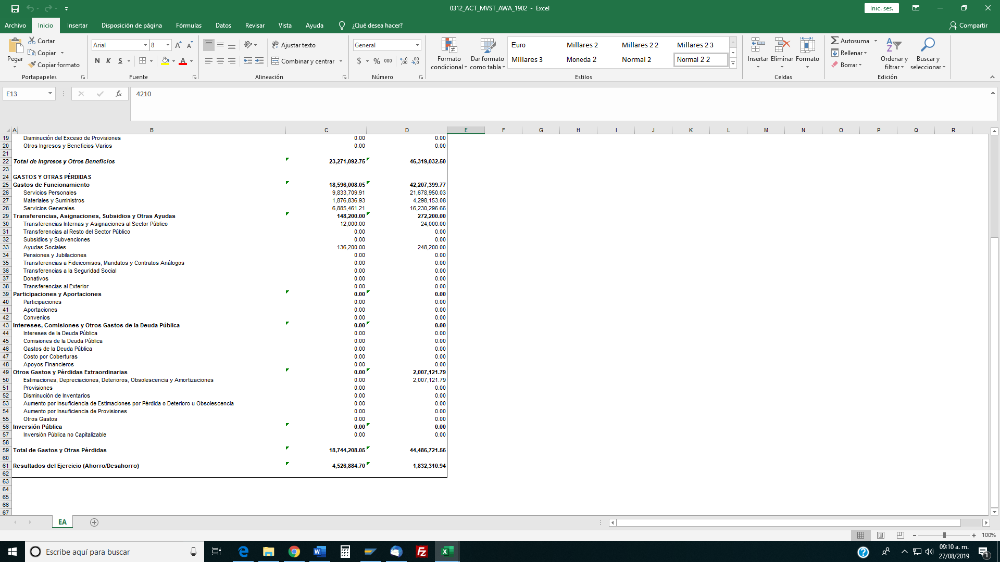 0312_ACT_MVST_AWA_1902 - Excel
Inic. ses.
Archivo Inicio Insertar Disposición de página Fórmulas Datos Revisar Vista Ayuda ¿Qué desea hacer? Compartir
Pegar Cortar
Copiar
Copiar formato
Portapapeles
Arial 8
N K S
Fuente
Ajustar texto
Combinar y centrar
Alineación
General
$ % 000
Número
Formato condicional
Dar formato como tabla
Euro Millares 2 Millares 2 2 Millares 2 3
Millares 3 Moneda 2 Normal 2 Normal 2 2
Estilos
Insertar Eliminar Formato
Celdas
Autosuma
Rellenar
Borrar
Ordenar y filtrar
Buscar y seleccionar
Edición
E13 fx 4210
A B C D E F G H I J K L M N O P Q R
19 Disminución del Exceso de Provisiones 0.00 0.00
20 Otros Ingresos y Beneficios Varios 0.00 0.00
21
22 Total de Ingresos y Otros Beneficios 23,271,092.75 46,319,032.50
23
24 GASTOS Y OTRAS PÉRDIDAS
25 Gastos de Funcionamiento 18,596,008.05 42,207,399.77
26 Servicios Personales 9,833,709.91 21,678,950.03
27 Materiales y Suministros 1,876,836.93 4,298,153.08
28 Servicios Generales 6,885,461.21 16,230,296.66
29 Transferencias, Asignaciones, Subsidios y Otras Ayudas 148,200.00 272,200.00
30 Transferencias Internas y Asignaciones al Sector Público 12,000.00 24,000.00
31 Transferencias al Resto del Sector Público 0.00 0.00
32 Subsidios y Subvenciones 0.00 0.00
33 Ayudas Sociales 136,200.00 248,200.00
34 Pensiones y Jubilaciones 0.00 0.00
35 Transferencias a Fideicomisos, Mandatos y Contratos Análogos 0.00 0.00
36 Transferencias a la Seguridad Social 0.00 0.00
37 Donativos 0.00 0.00
38 Transferencias al Exterior 0.00 0.00
39 Participaciones y Aportaciones 0.00 0.00
40 Participaciones 0.00 0.00
41 Aportaciones 0.00 0.00
42 Convenios 0.00 0.00
43 Intereses, Comisiones y Otros Gastos de la Deuda Pública 0.00 0.00
44 Intereses de la Deuda Pública 0.00 0.00
45 Comisiones de la Deuda Pública 0.00 0.00
46 Gastos de la Deuda Pública 0.00 0.00
47 Costo por Coberturas 0.00 0.00
48 Apoyos Financieros 0.00 0.00
49 Otros Gastos y Pérdidas Extraordinarias 0.00 2,007,121.79
50 Estimaciones, Depreciaciones, Deterioros, Obsolescencia y Amortizaciones 0.00 2,007,121.79
51 Provisiones 0.00 0.00
52 Disminución de Inventarios 0.00 0.00
53 Aumento por Insuficiencia de Estimaciones por Pérdida o Deterioro u Obsolescencia 0.00 0.00
54 Aumento por Insuficiencia de Provisiones 0.00 0.00
55 Otros Gastos 0.00 0.00
56 Inversión Pública 0.00 0.00
57 Inversión Pública no Capitalizable 0.00 0.00
58
59 Total de Gastos y Otras Pérdidas 18,744,208.05 44,486,721.56
60
61 Resultados del Ejercicio (Ahorro/Desahorro) 4,526,884.70 1,832,310.94
62
63
64
65
66
67
EA
100%
Escribe aquí para buscar
09:10 a. m.
27/08/2019
1